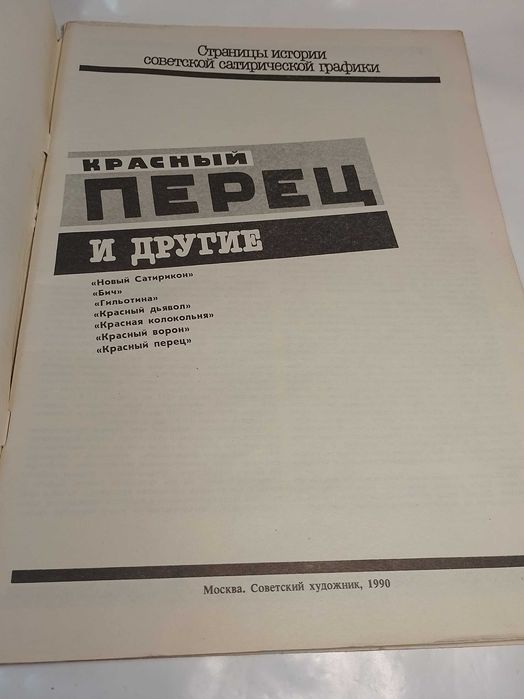 Страницы истории
советской сатирической графики
КРАСНЫЙ
ПЕРЕЦ
И ДРУГИЕ
«Новый Сатирикон»
«Бич»
«Гильотина»
«Красный дьявол»
«Красная колокольня»
«Красный ворон»
«Красный перец»
Москва. Советский художник, 1990